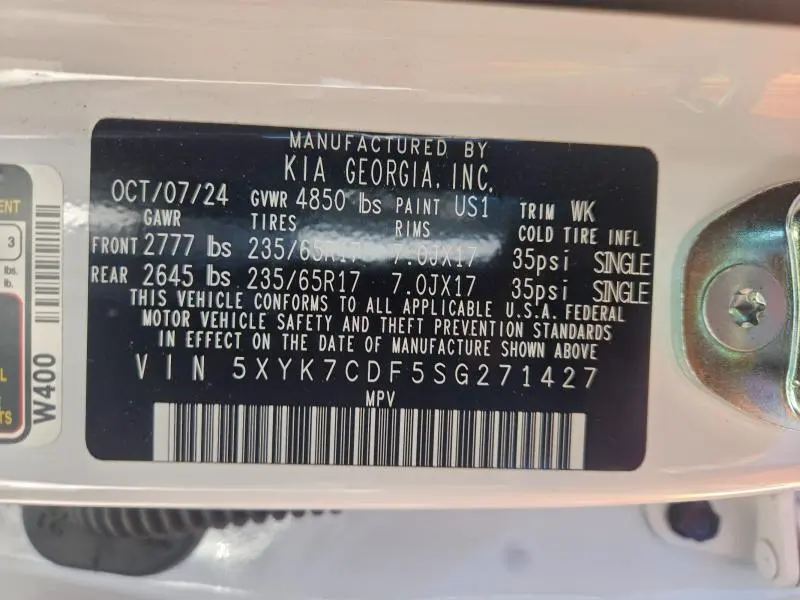 MANUFACTURED BY
KIA GEORGIA, INC.
OCT/07/24 GVWR 4850 lbs PAINT US1 TRIM WK
GAWR TIRES RIMS COLD TIRE INFL
FRONT 2777 lbs 235/65R17 7.0JX17 35psi SINGLE
REAR 2645 lbs 235/65R17 7.0JX17 35psi SINGLE
THIS VEHICLE CONFORMS TO ALL APPLICABLE U.S.A. FEDERAL
MOTOR VEHICLE SAFETY AND THEFT PREVENTION STANDARDS
IN EFFECT ON THE DATE OF MANUFACTURE SHOWN ABOVE
VIN 5XYK7CDF5SG271427
MPV
3
lbs.
lb.
W400